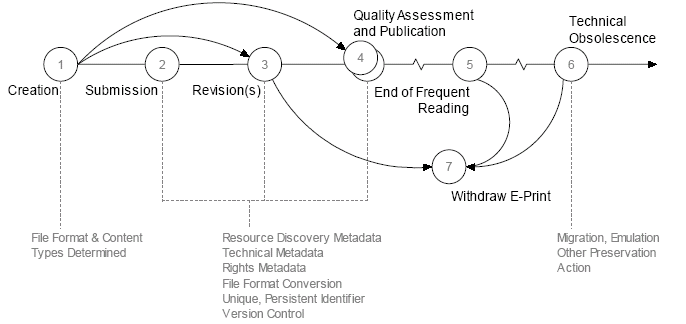 Quality Assessment
and Publication
Technical
Obsolescence
1
2
3
4
5
6
Creation
Submission
Revision(s)
End of Frequent
Reading
7
Withdraw E-Print
File Format & Content
Types Determined
Resource Discovery Metadata
Technical Metadata
Rights Metadata
File Format Conversion
Unique, Persistent Identifier
Version Control
Migration, Emulation
Other Preservation
Action